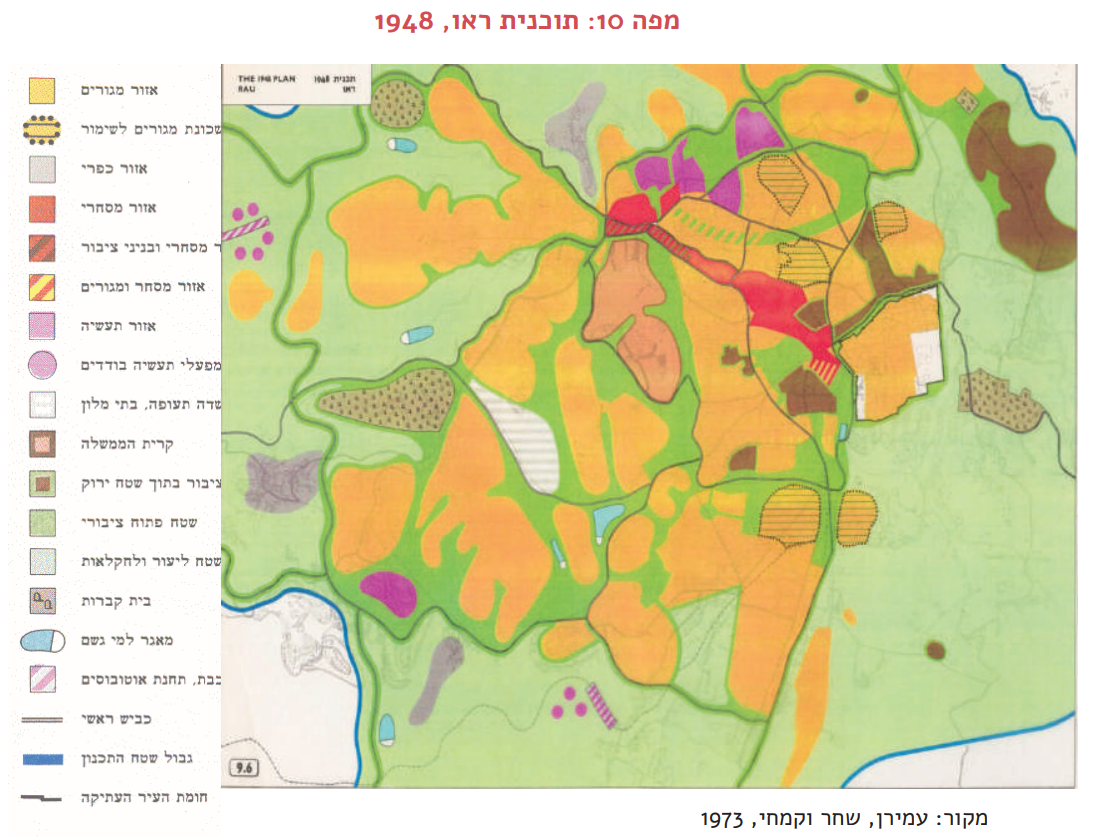 מפה 10: תוכנית ראו, 1948
THE 1948 PLAN
RAU
תכנית 1948
ראו
אזור מגורים
שכונת מגורים לשימור
אזור כפרי
אזור מסחרי
מסחרי ובניני ציבור
אזור מסחר ומגורים
אזור תעשיה
מפעלי תעשיה בודדים
שדה תעופה, בתי מלון
קרית הממשלה
ציבור בתוך שטח ירוק
שטח פתוח ציבורי
שטח ליעור ולחקלאות
בית קברות
מאגר למי גשם
תחנת אוטובוסים
כביש ראשי
גבול שטח התכנון
חומת העיר העתיקה
9.6
מקור: עמירן, שחר וקמחי, 1973